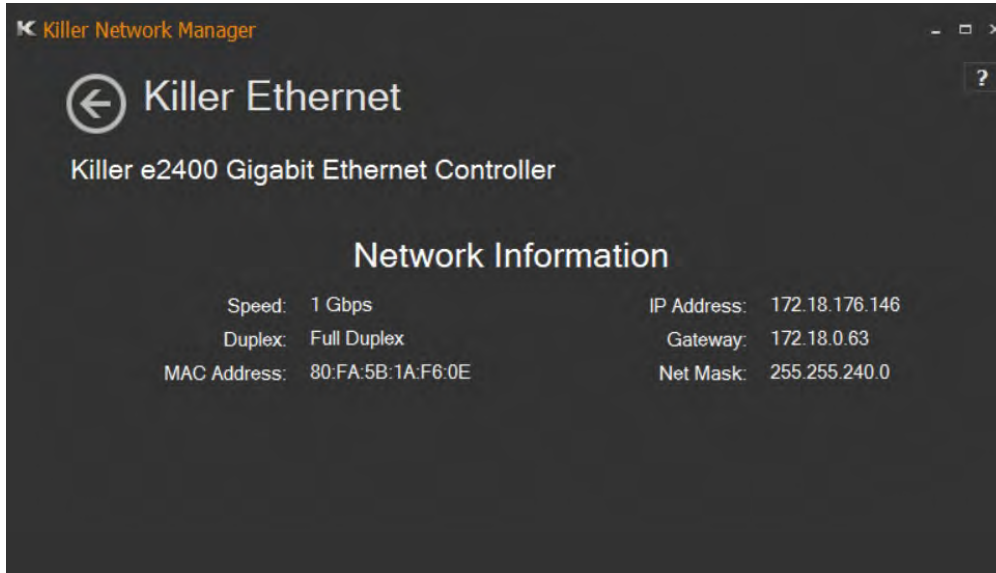 Killer Network Manager
?
Killer Ethernet
Killer e2400 Gigabit Ethernet Controller
Network Information
Speed: 1 Gbps
IP Address: 172.18.176.146
Duplex: Full Duplex
Gateway: 172.18.0.63
MAC Address: 80:FA:5B:1A:F6:0E
Net Mask: 255.255.240.0